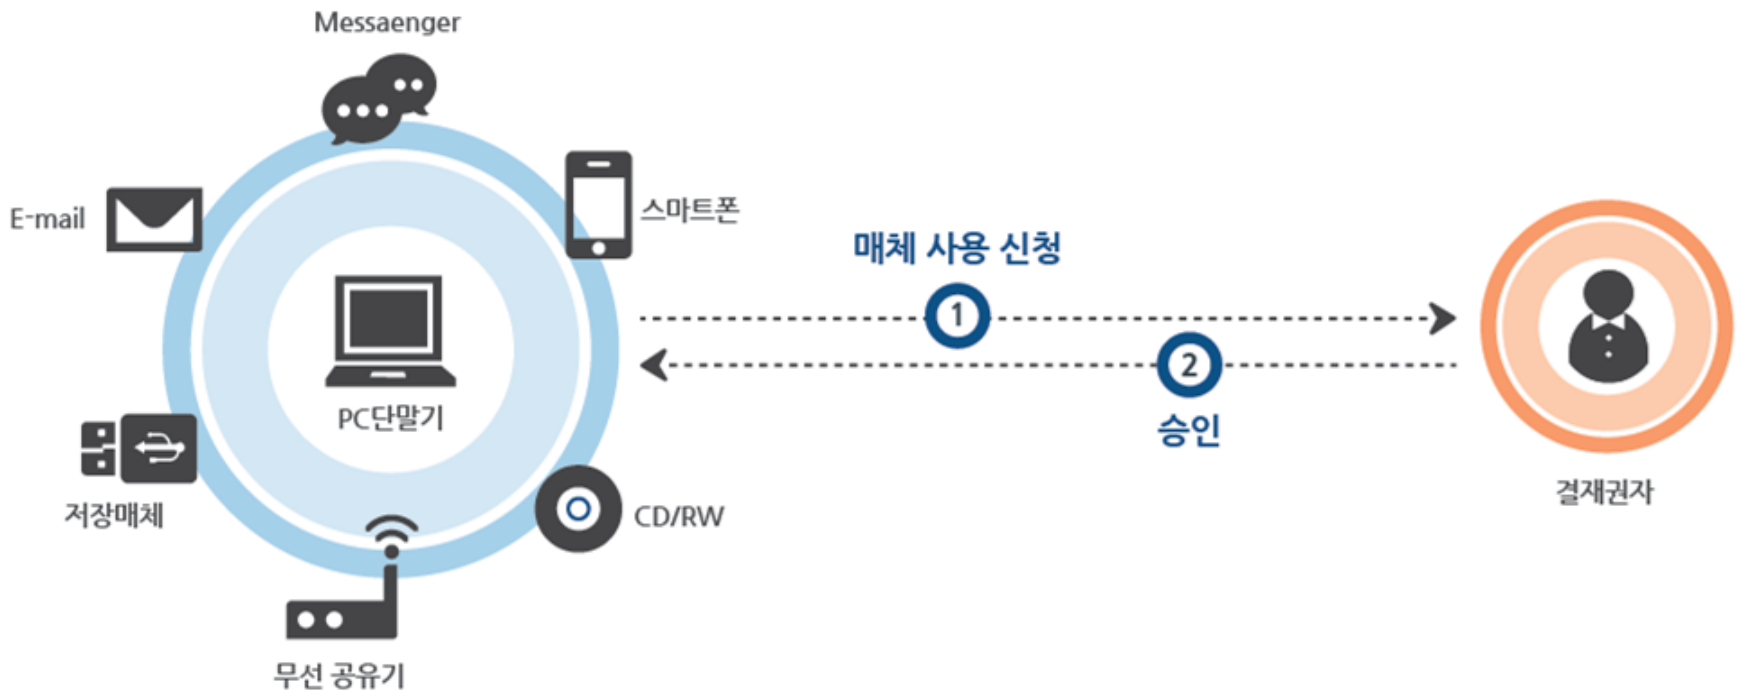 Messaenger
E-mail
스마트폰
매체 사용 신청
1
2
PC단말기
승인
저장매체
CD/RW
결재권자
무선 공유기